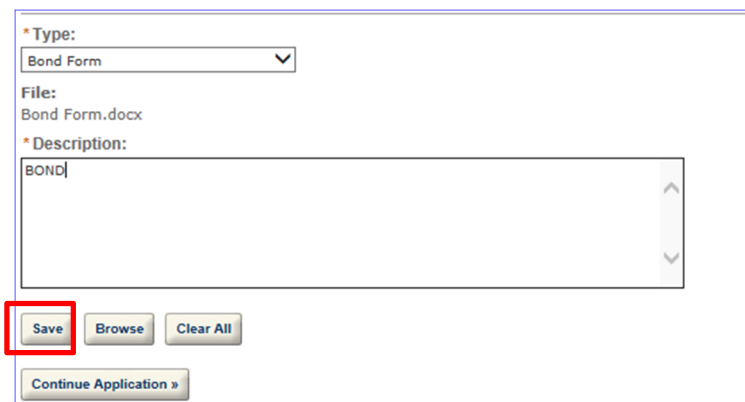 *Type:
Bond Form
File:
Bond Form.docx
*Description:
BOND
Save Browse Clear All
Continue Application »